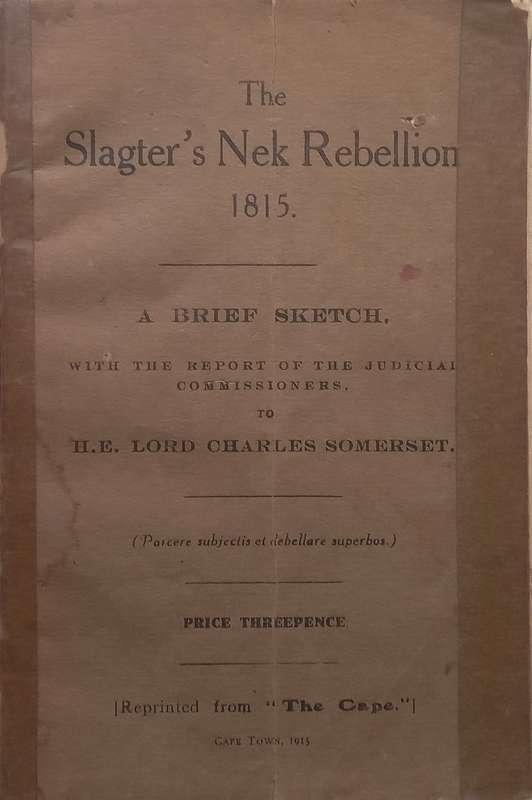 The
Slagter's Nek Rebellion
1815.
A BRIEF SKETCH,
WITH THE REPORT OF THE JUDICIAL
COMMISSIONERS,
TO
H.E. LORD CHARLES SOMERSET.
(Parcere subjectis et debellare superbos.)
PRICE THREEPENCE
[Reprinted from "The Cape."]
CAPE TOWN, 1915